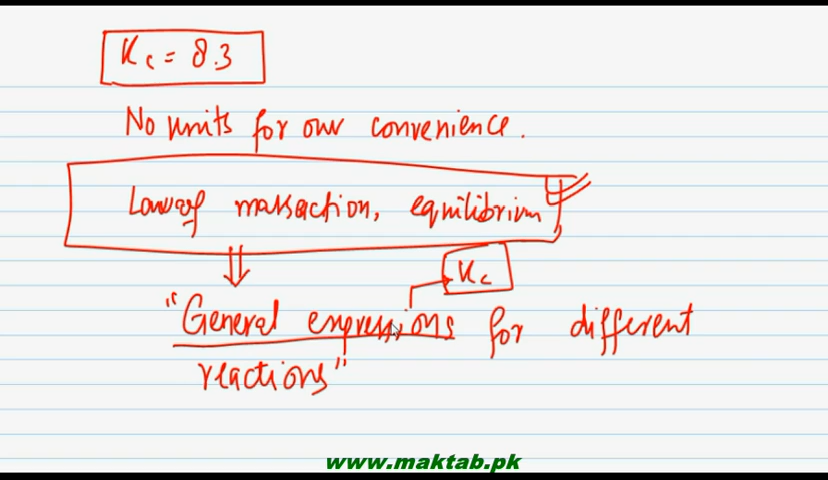 Kc = 8.3
No units for our convenience.
Law of mass action, equilibrium
Kc
"General expressions for different
reactions"
www.maktab.pk